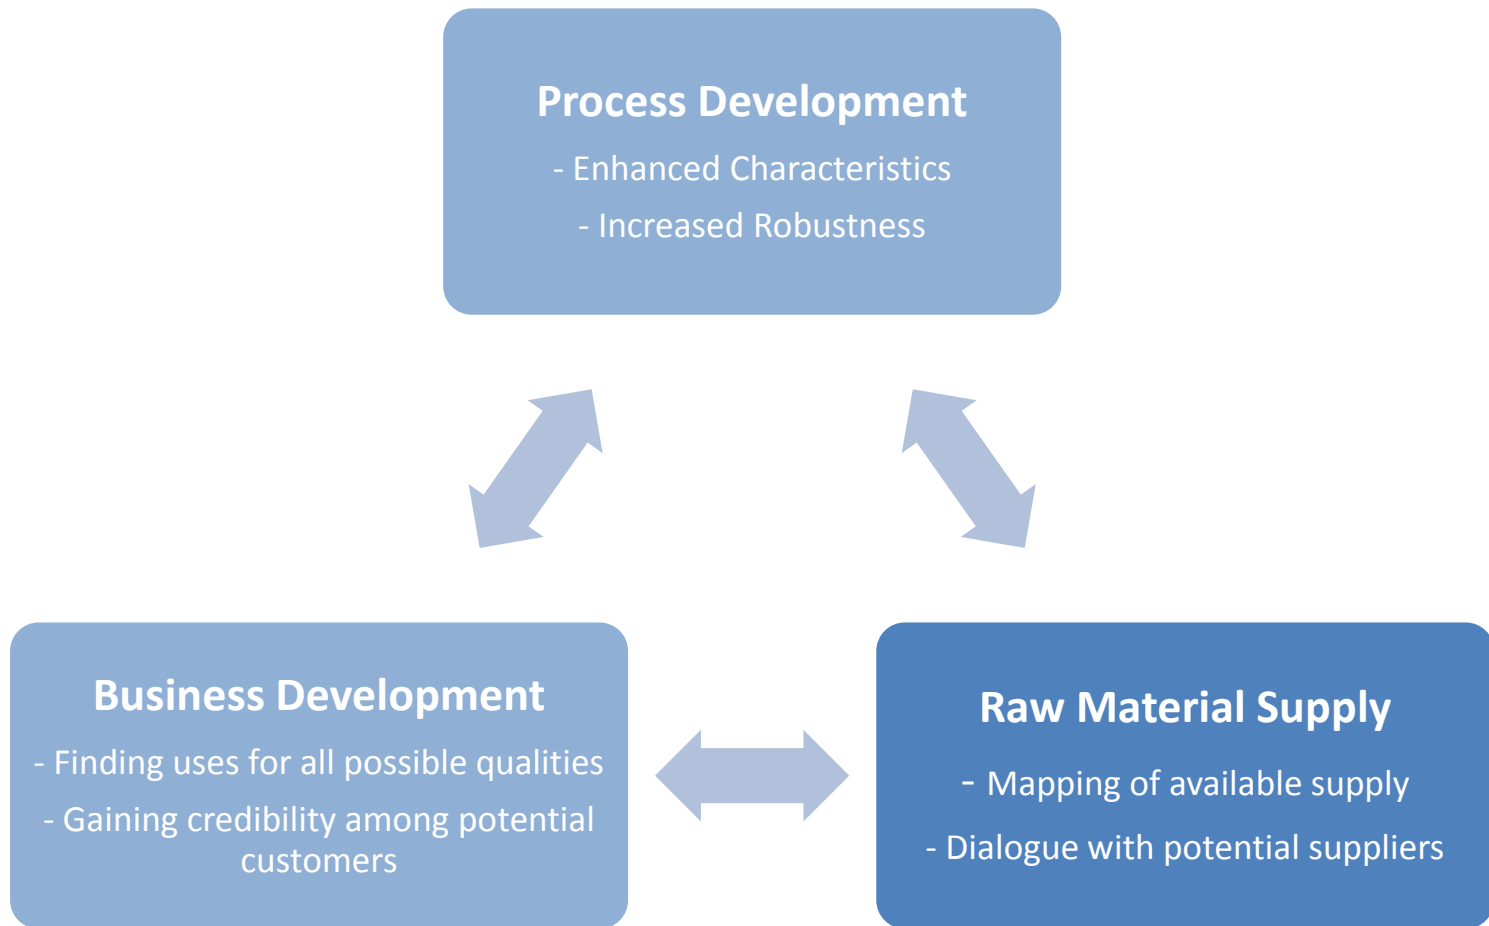 Process Development
- Enhanced Characteristics
- Increased Robustness
Business Development
- Finding uses for all possible qualities
- Gaining credibility among potential
customers
Raw Material Supply
- Mapping of available supply
- Dialogue with potential suppliers